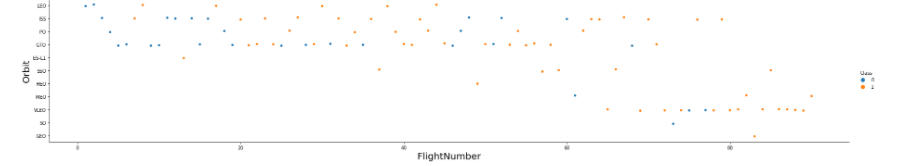 LEO
ISS
PO
GTO
ES-L1
SSO
HEO
MEO
VLEO
SO
GEO
Orbit
0
20
40
60
80
FlightNumber
Class
0
1